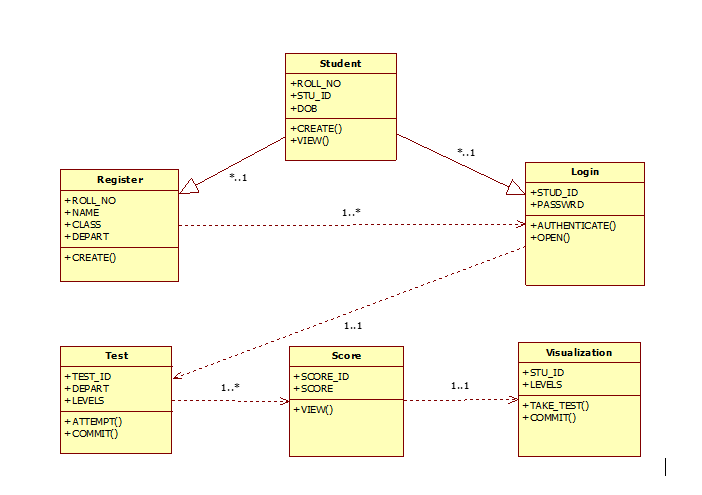 Student
+ROLL_NO
+STU_ID
+DOB
+CREATE()
+VIEW()
*..1
*..1
Register
+ROLL_NO
+NAME
+CLASS
+DEPART
+CREATE()
Login
+STUD_ID
+PASSWRD
+AUTHENTICATE()
+OPEN()
1..*
1..1
Test
+TEST_ID
+DEPART
+LEVELS
+ATTEMPT()
+COMMIT()
1..*
Score
+SCORE_ID
+SCORE
+VIEW()
1..1
Visualization
+STU_ID
+LEVELS
+TAKE_TEST()
+COMMIT()